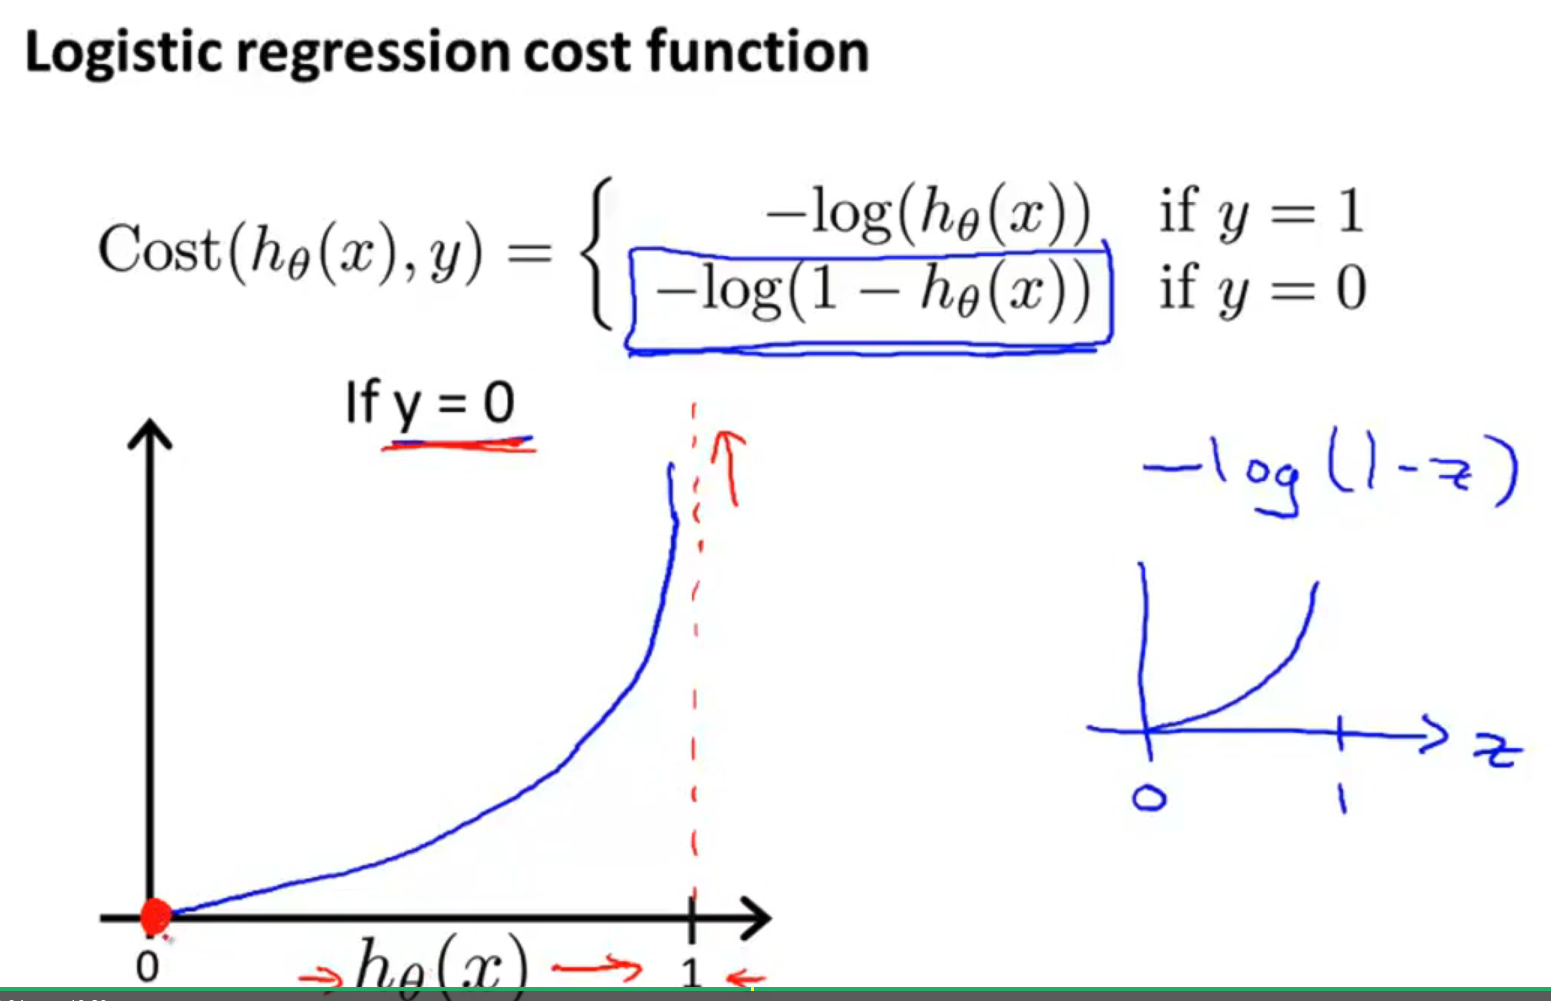 Logistic regression cost function
Cost(hθ(x), y) = { −log(hθ(x)) if y = 1
−log(1 − hθ(x)) if y = 0
If y = 0
−log(1-z)
z
0 1
0 hθ(x) 1